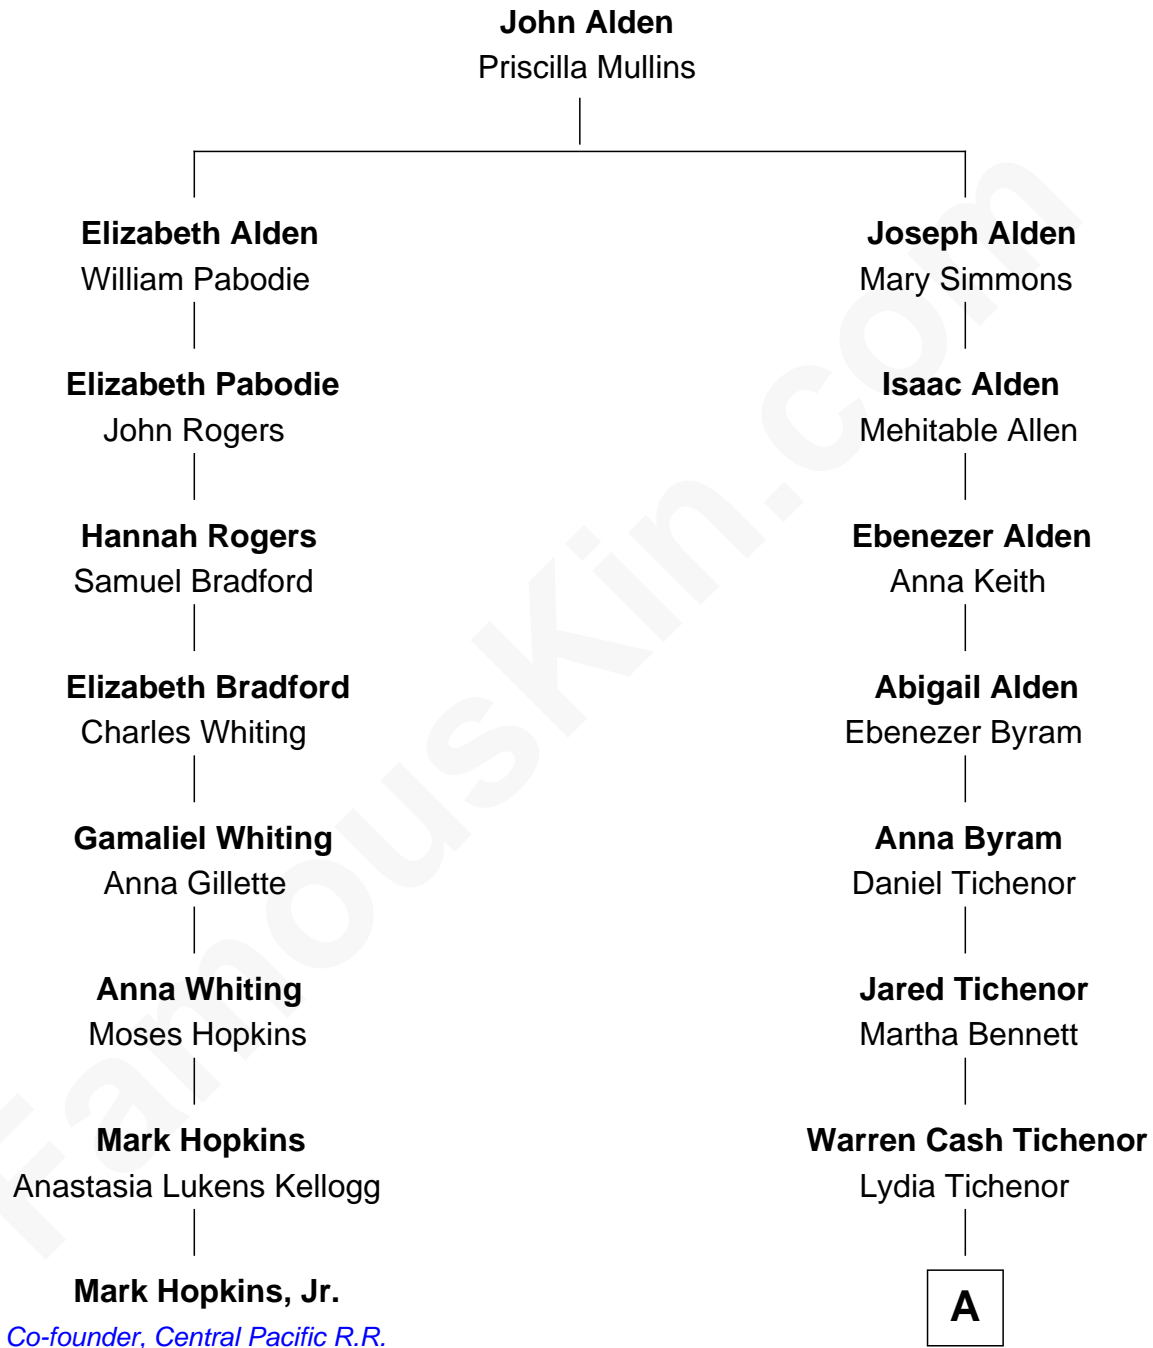 John Alden
Priscilla Mullins
Elizabeth Alden
William Pabodie
Joseph Alden
Mary Simmons
Elizabeth Pabodie
John Rogers
Isaac Alden
Mehitable Allen
Hannah Rogers
Samuel Bradford
Ebenezer Alden
Anna Keith
Elizabeth Bradford
Charles Whiting
Abigail Alden
Ebenezer Byram
Gamaliel Whiting
Anna Gillette
Anna Byram
Daniel Tichenor
Anna Whiting
Moses Hopkins
Jared Tichenor
Martha Bennett
Mark Hopkins
Anastasia Lukens Kellogg
Warren Cash Tichenor
Lydia Tichenor
Mark Hopkins, Jr.
Co-founder, Central Pacific R.R.
A
FamousKin.com